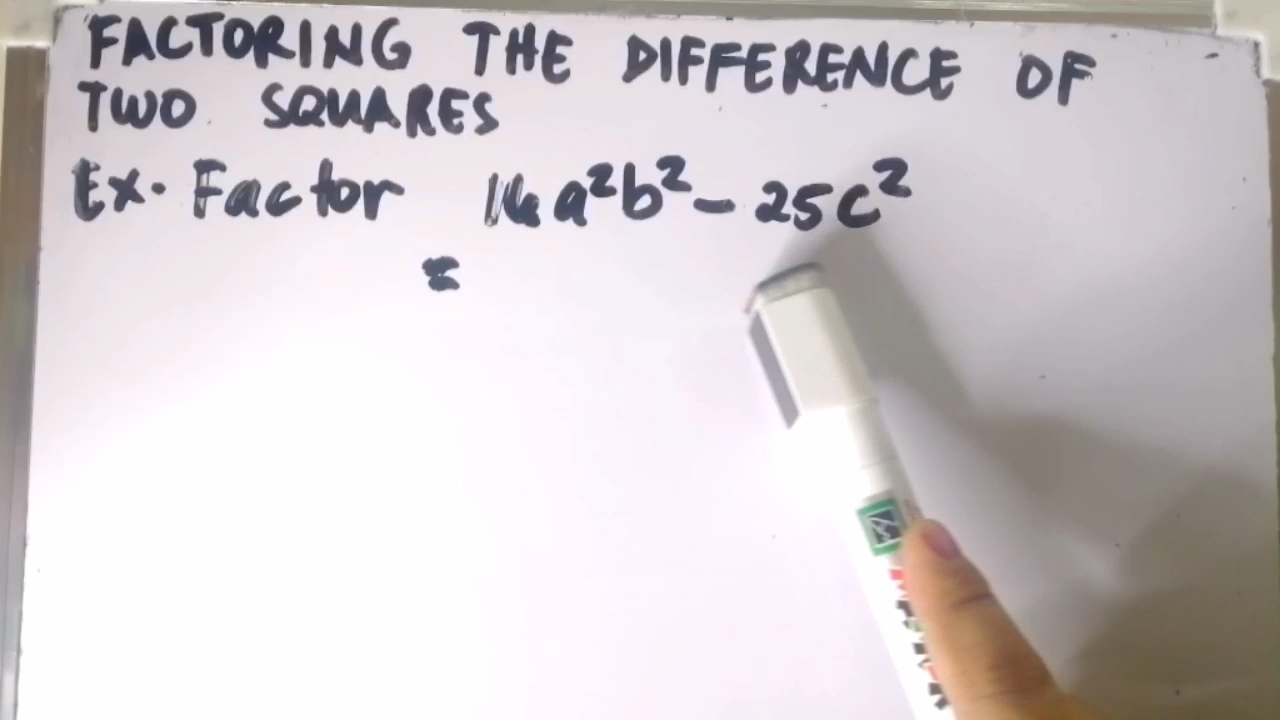 FACTORING THE DIFFERENCE OF
TWO SQUARES
Ex. Factor 16a²b² - 25c²
=